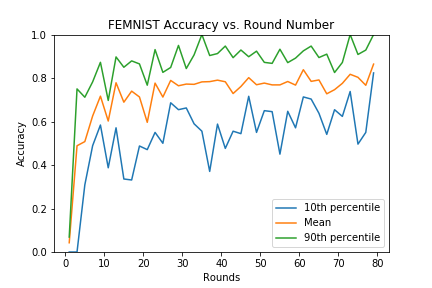 FEMNIST Accuracy vs. Round Number
1.0
0.8
0.6
0.4
0.2
0.0
Accuracy
0 10 20 30 40 50 60 70 80
Rounds
10th percentile
Mean
90th percentile